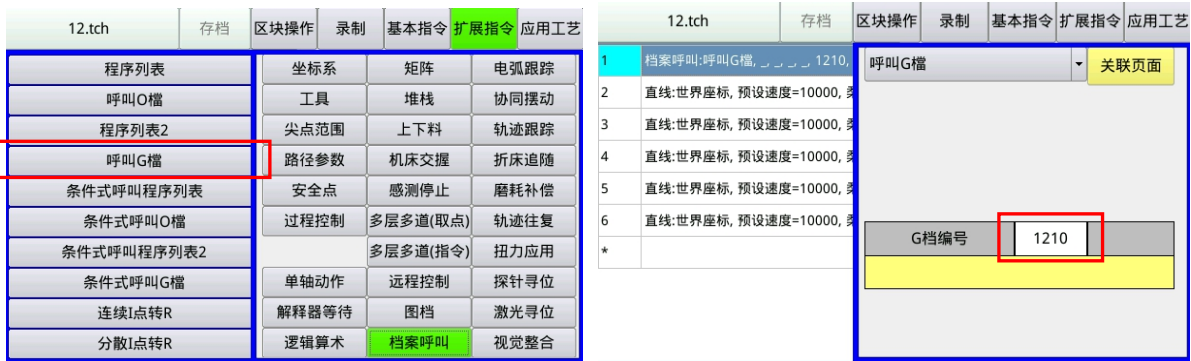 12.tch 存档 区块操作 录制 基本指令 扩展指令 应用工艺
程序列表 坐标系 矩阵 电弧跟踪
呼叫O檔 工具 堆栈 协同摆动
程序列表2 尖点范围 上下料 轨迹跟踪
呼叫G檔 路径参数 机床交握 折床追随
条件式呼叫程序列表 安全点 感测停止 磨耗补偿
条件式呼叫O檔 过程控制 多层多道(取点) 轨迹往复
条件式呼叫程序列表2 多层多道(指令) 扭力应用
条件式呼叫G檔 单轴动作 远程控制 探针寻位
连续I点转R 解释器等待 图档 激光寻位
分散I点转R 逻辑算术 档案呼叫 视觉整合
12.tch 存档 区块操作 录制 基本指令 扩展指令 应用工艺
1 档案呼叫:呼叫G檔, _, _, _, _, 1210,
2 直线:世界座标, 预设速度=10000, 柔
3 直线:世界座标, 预设速度=10000, 柔
4 直线:世界座标, 预设速度=10000, 柔
5 直线:世界座标, 预设速度=10000, 柔
6 直线:世界座标, 预设速度=10000, 柔
*
呼叫G檔 关联页面
G档编号 1210